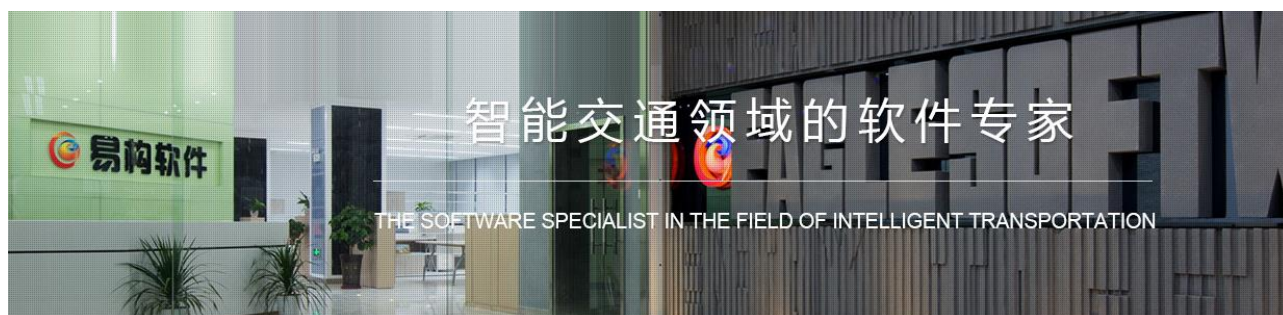 易构软件
智能交通领域的软件专家
EAGLESOFTW
THE SOFTWARE SPECIALIST IN THE FIELD OF INTELLIGENT TRANSPORTATION